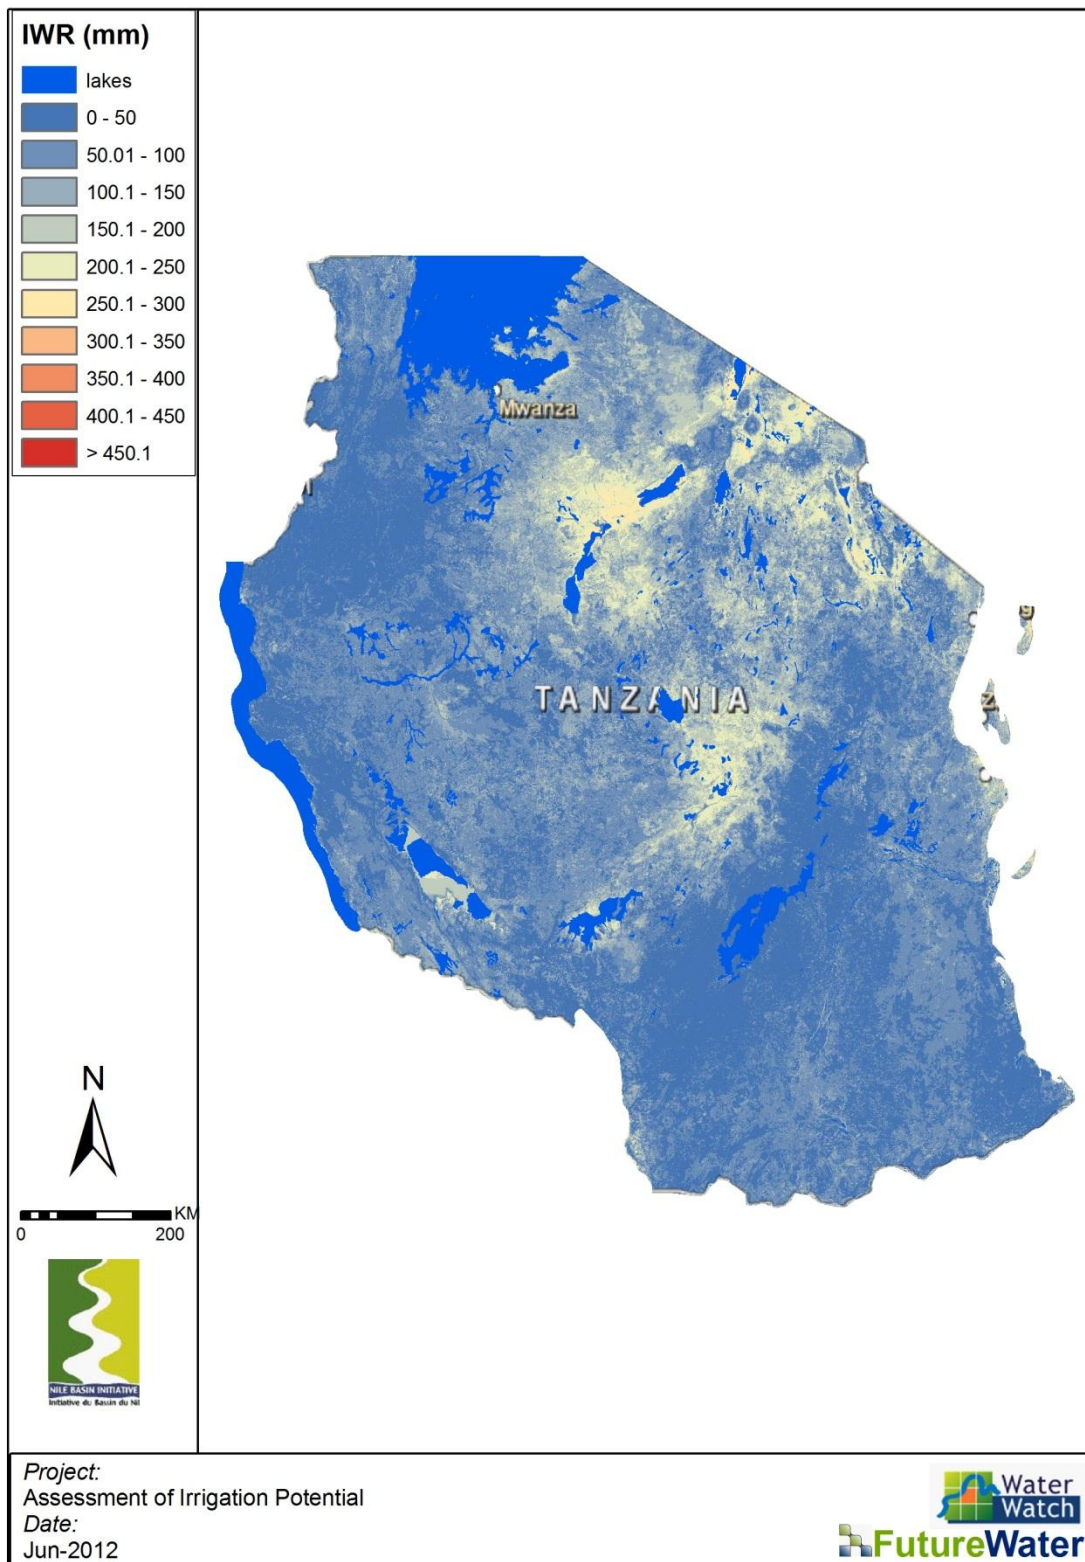 IWR (mm)
lakes
0 - 50
50.01 - 100
100.1 - 150
150.1 - 200
200.1 - 250
250.1 - 300
300.1 - 350
350.1 - 400
400.1 - 450
> 450.1
Mwanza
TANZANIA
Z
g
N
KM
0 200
NILE BASIN INITIATIVE
Initiative du Bassin du Nil
Project:
Assessment of Irrigation Potential
Date:
Jun-2012
Water
Watch
FutureWater